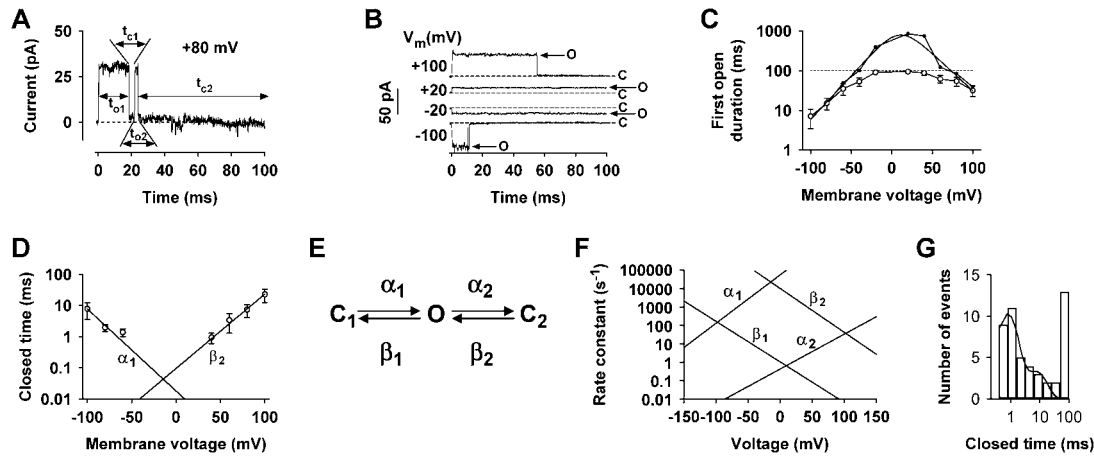 A
50
25
0
Current (pA)
t_c1
+80 mV
t_o1
t_c2
t_o2
0 20 40 60 80 100
Time (ms)
B
V_m(mV)
+100
+20
-20
-100
50 pA
O
C
O
C
C
O
C
O
0 20 40 60 80 100
Time (ms)
C
1000
100
10
1
First open
duration (ms)
-100 -50 0 50 100
Membrane voltage (mV)
D
100
10
1
0.1
0.01
Closed time (ms)
α₁
β₂
-100 -50 0 50 100
Membrane voltage (mV)
E
α₁ α₂
C₁ O C₂
β₁ β₂
F
100000
10000
1000
100
10
1
0.1
0.01
Rate constant (s⁻¹)
α₁
β₂
β₁
α₂
-150 -100 -50 0 50 100 150
Voltage (mV)
G
15
10
5
0
Number of events
1 10 100
Closed time (ms)